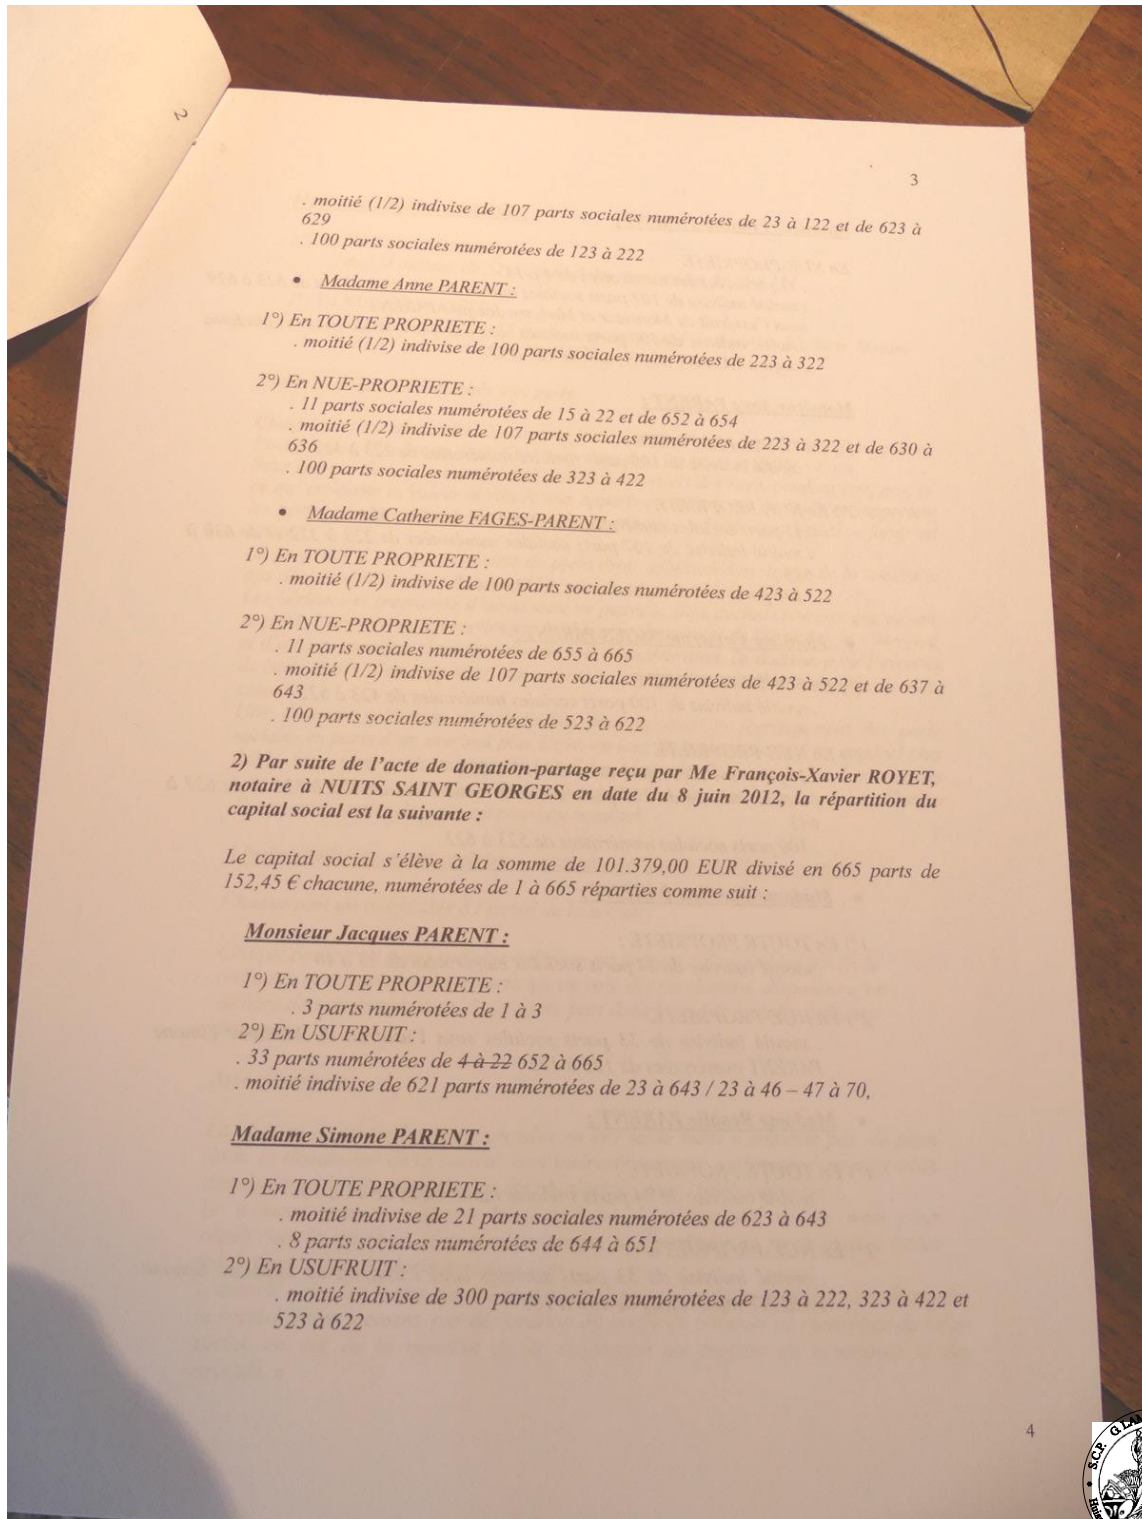 2
3
. moitié (1/2) indivise de 107 parts sociales numérotées de 23 à 122 et de 623 à
629
. 100 parts sociales numérotées de 123 à 222
• Madame Anne PARENT :
1°) En TOUTE PROPRIETE :
. moitié (1/2) indivise de 100 parts sociales numérotées de 223 à 322
2°) En NUE-PROPRIETE :
. 11 parts sociales numérotées de 15 à 22 et de 652 à 654
. moitié (1/2) indivise de 107 parts sociales numérotées de 223 à 322 et de 630 à
636
. 100 parts sociales numérotées de 323 à 422
• Madame Catherine FAGES-PARENT :
1°) En TOUTE PROPRIETE :
. moitié (1/2) indivise de 100 parts sociales numérotées de 423 à 522
2°) En NUE-PROPRIETE :
. 11 parts sociales numérotées de 655 à 665
. moitié (1/2) indivise de 107 parts sociales numérotées de 423 à 522 et de 637 à
643
. 100 parts sociales numérotées de 523 à 622
2) Par suite de l'acte de donation-partage reçu par Me François-Xavier ROYET,
notaire à NUITS SAINT GEORGES en date du 8 juin 2012, la répartition du
capital social est la suivante :
Le capital social s'élève à la somme de 101.379,00 EUR divisé en 665 parts de
152,45 € chacune, numérotées de 1 à 665 réparties comme suit :
Monsieur Jacques PARENT :
1°) En TOUTE PROPRIETE :
. 3 parts numérotées de 1 à 3
2°) En USUFRUIT :
. 33 parts numérotées de 4 à 22 652 à 665
. moitié indivise de 621 parts numérotées de 23 à 643 / 23 à 46 – 47 à 70,
Madame Simone PARENT :
1°) En TOUTE PROPRIETE :
. moitié indivise de 21 parts sociales numérotées de 623 à 643
. 8 parts sociales numérotées de 644 à 651
2°) En USUFRUIT :
. moitié indivise de 300 parts sociales numérotées de 123 à 222, 323 à 422 et
523 à 622
4
S.C.P.